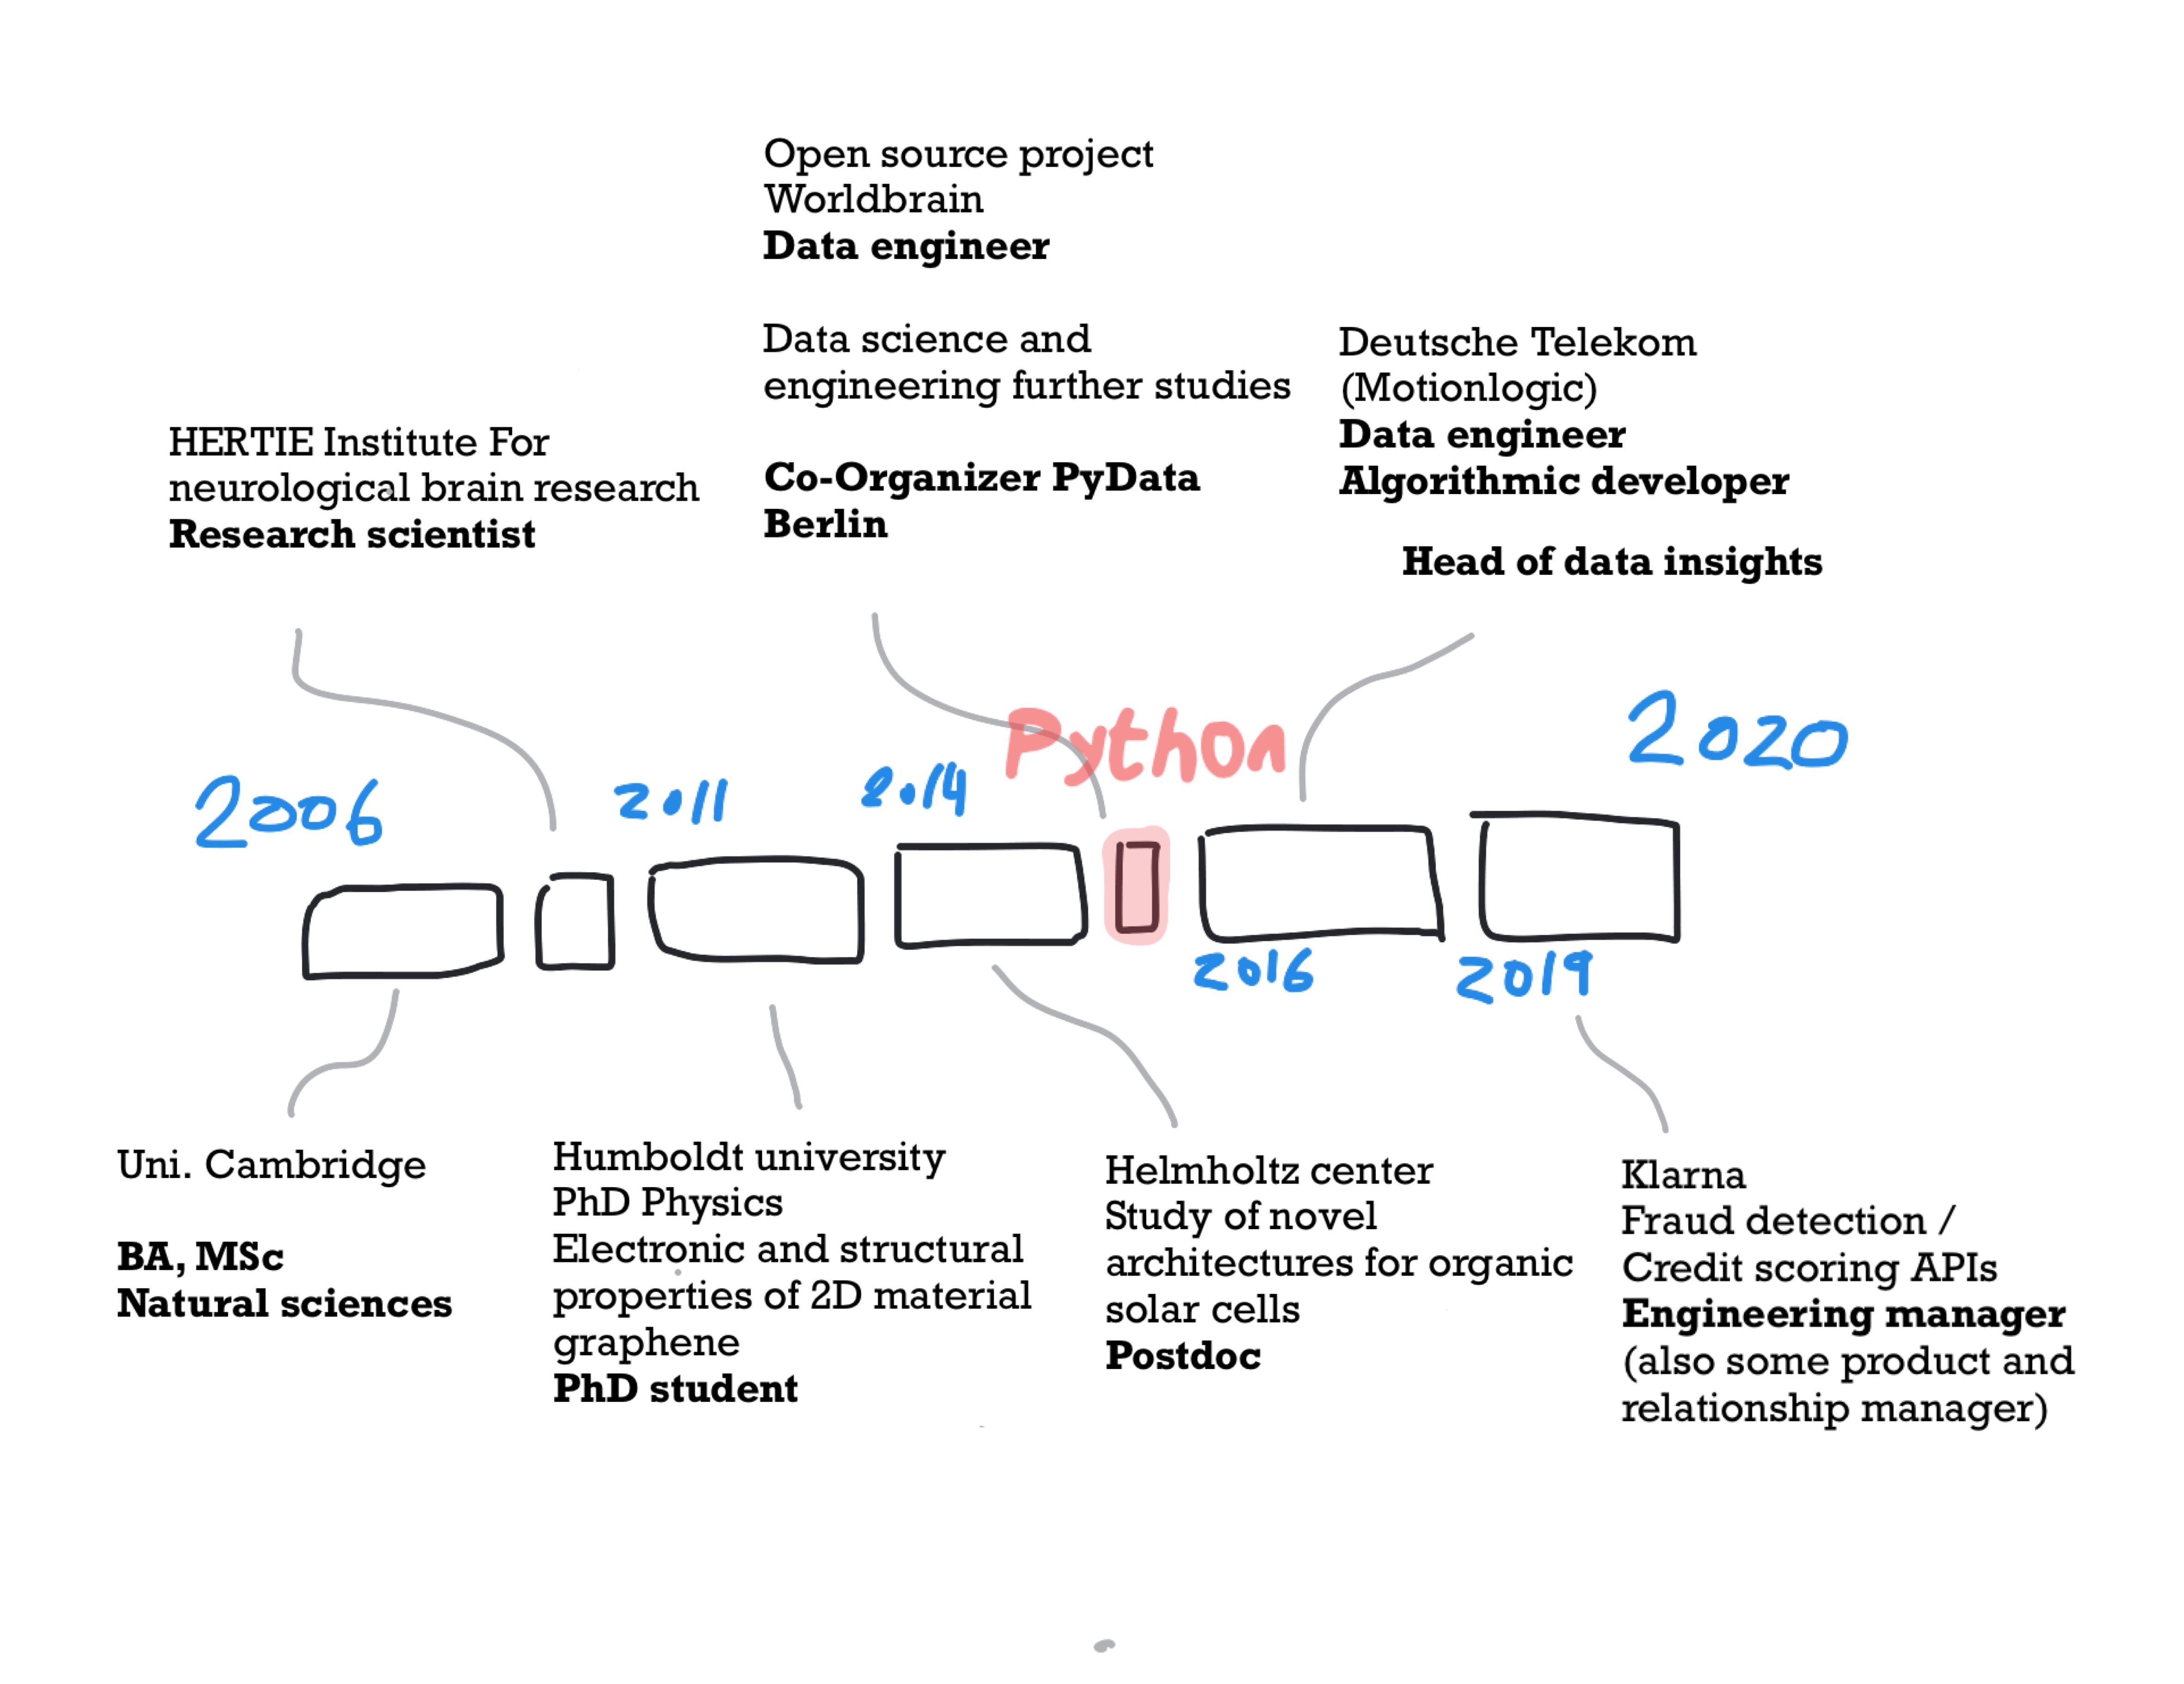 Open source project
Worldbrain
Data engineer
Data science and
engineering further studies
Co-Organizer PyData
Berlin
Deutsche Telekom
(Motionlogic)
Data engineer
Algorithmic developer
Head of data insights
HERTIE Institute For
neurological brain research
Research scientist
2006
2011
2014
Python
2020
2016
2019
Uni. Cambridge
BA, MSc
Natural sciences
Humboldt university
PhD Physics
Electronic and structural
properties of 2D material
graphene
PhD student
Helmholtz center
Study of novel
architectures for organic
solar cells
Postdoc
Klarna
Fraud detection /
Credit scoring APIs
Engineering manager
(also some product and
relationship manager)